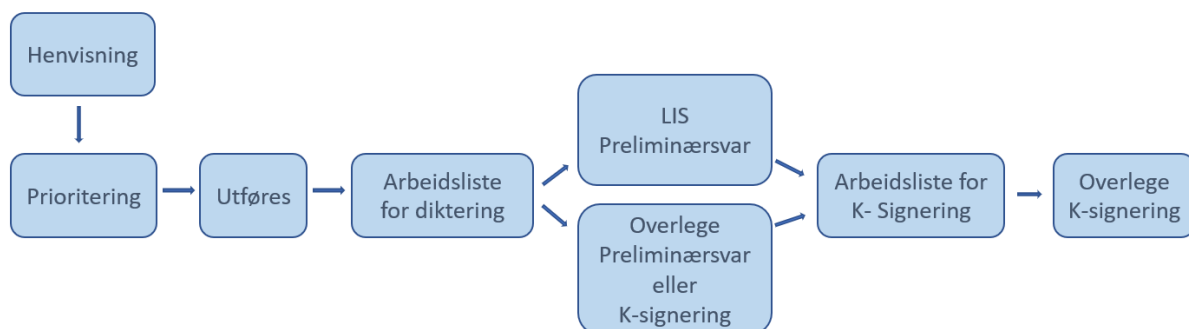 Henvisning
Prioritering
Utføres
Arbeidsliste
for diktering
LIS
Preliminærsvar
Overlege
Preliminærsvar
eller
K-signering
Arbeidsliste for
K- Signering
Overlege
K-signering